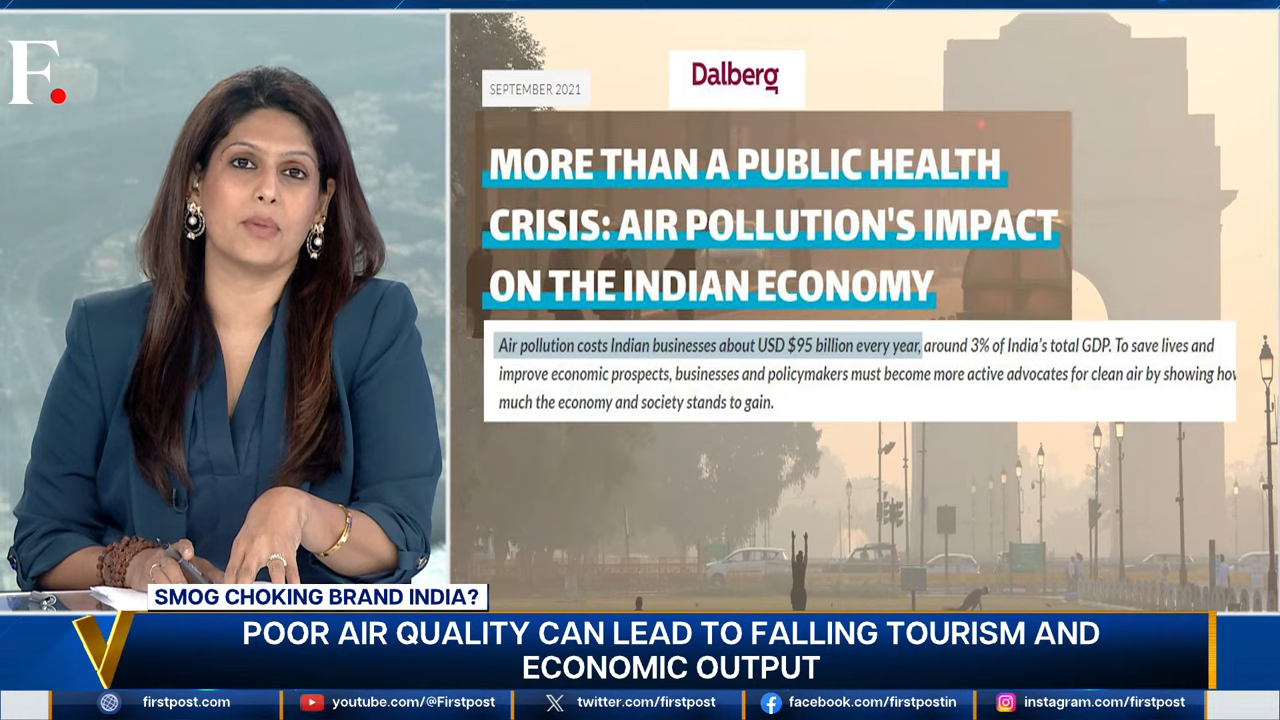 F.
SEPTEMBER 2021
Dalberg
MORE THAN A PUBLIC HEALTH
CRISIS: AIR POLLUTION'S IMPACT
ON THE INDIAN ECONOMY
Air pollution costs Indian businesses about USD $95 billion every year, around 3% of India's total GDP. To save lives and
improve economic prospects, businesses and policymakers must become more active advocates for clean air by showing how
much the economy and society stands to gain.
SMOG CHOKING BRAND INDIA?
V
POOR AIR QUALITY CAN LEAD TO FALLING TOURISM AND
ECONOMIC OUTPUT
firstpost.com
youtube.com/@Firstpost
twitter.com/firstpost
facebook.com/firstpostin
instagram.com/firstpost